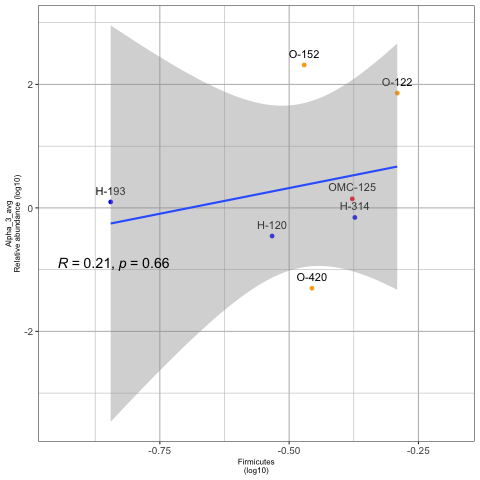 O-152
O-122
2
H-193
OMC-125
H-314
0
H-120
R = 0.21, p = 0.66
O-420
-2
Alpha_3_avg
Relative abundance (log10)
-0.75
-0.50
-0.25
Firmicutes
(log10)